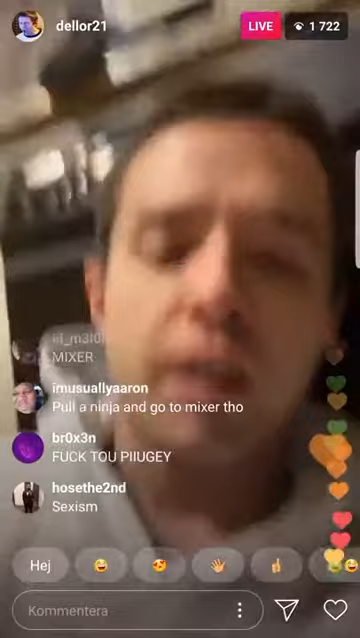 dellor21
LIVE
1 722
MIXER
imusuallyaaron
Pull a ninja and go to mixer tho
br0x3n
FUCK TOU PIIUGEY
hosethe2nd
Sexism
Hej
Kommentera